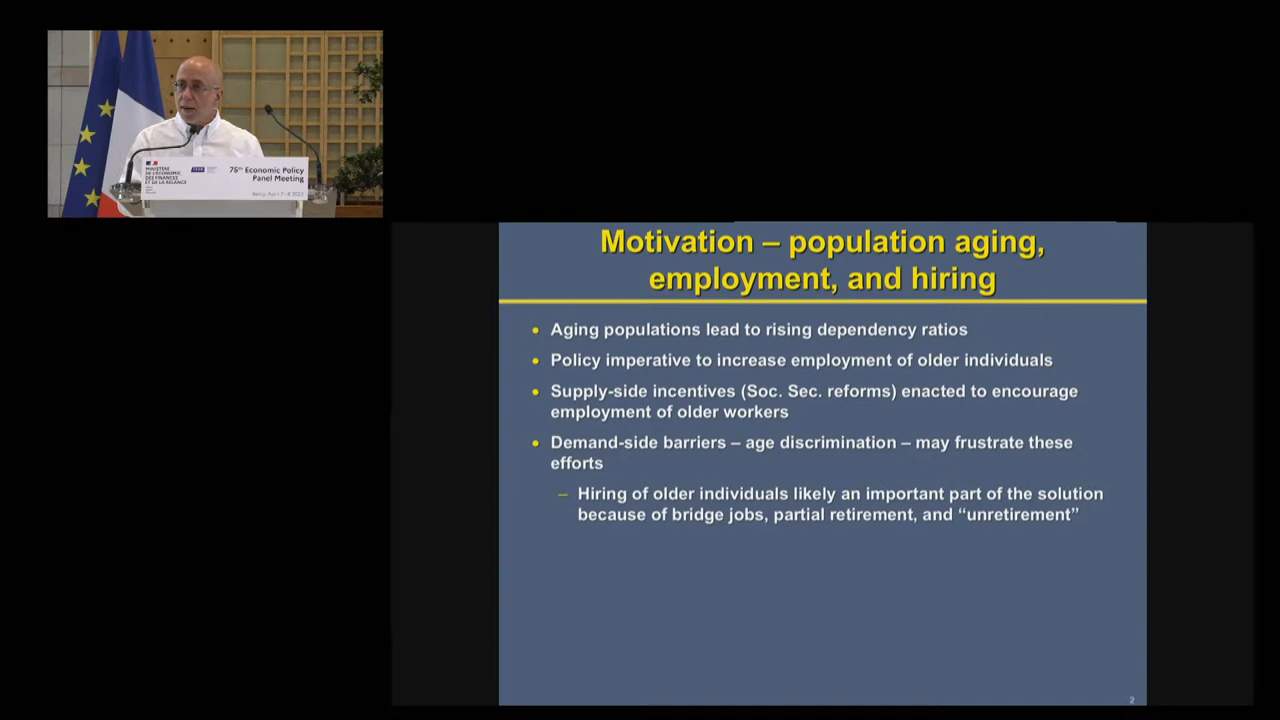 MINISTÈRE
DE L'ÉCONOMIE,
DES FINANCES
ET DE LA RELANCE
CEPR
75th Economic Policy
Panel Meeting
Motivation – population aging,
employment, and hiring
• Aging populations lead to rising dependency ratios
• Policy imperative to increase employment of older individuals
• Supply-side incentives (Soc. Sec. reforms) enacted to encourage
employment of older workers
• Demand-side barriers – age discrimination – may frustrate these
efforts
– Hiring of older individuals likely an important part of the solution
because of bridge jobs, partial retirement, and “unretirement”
2